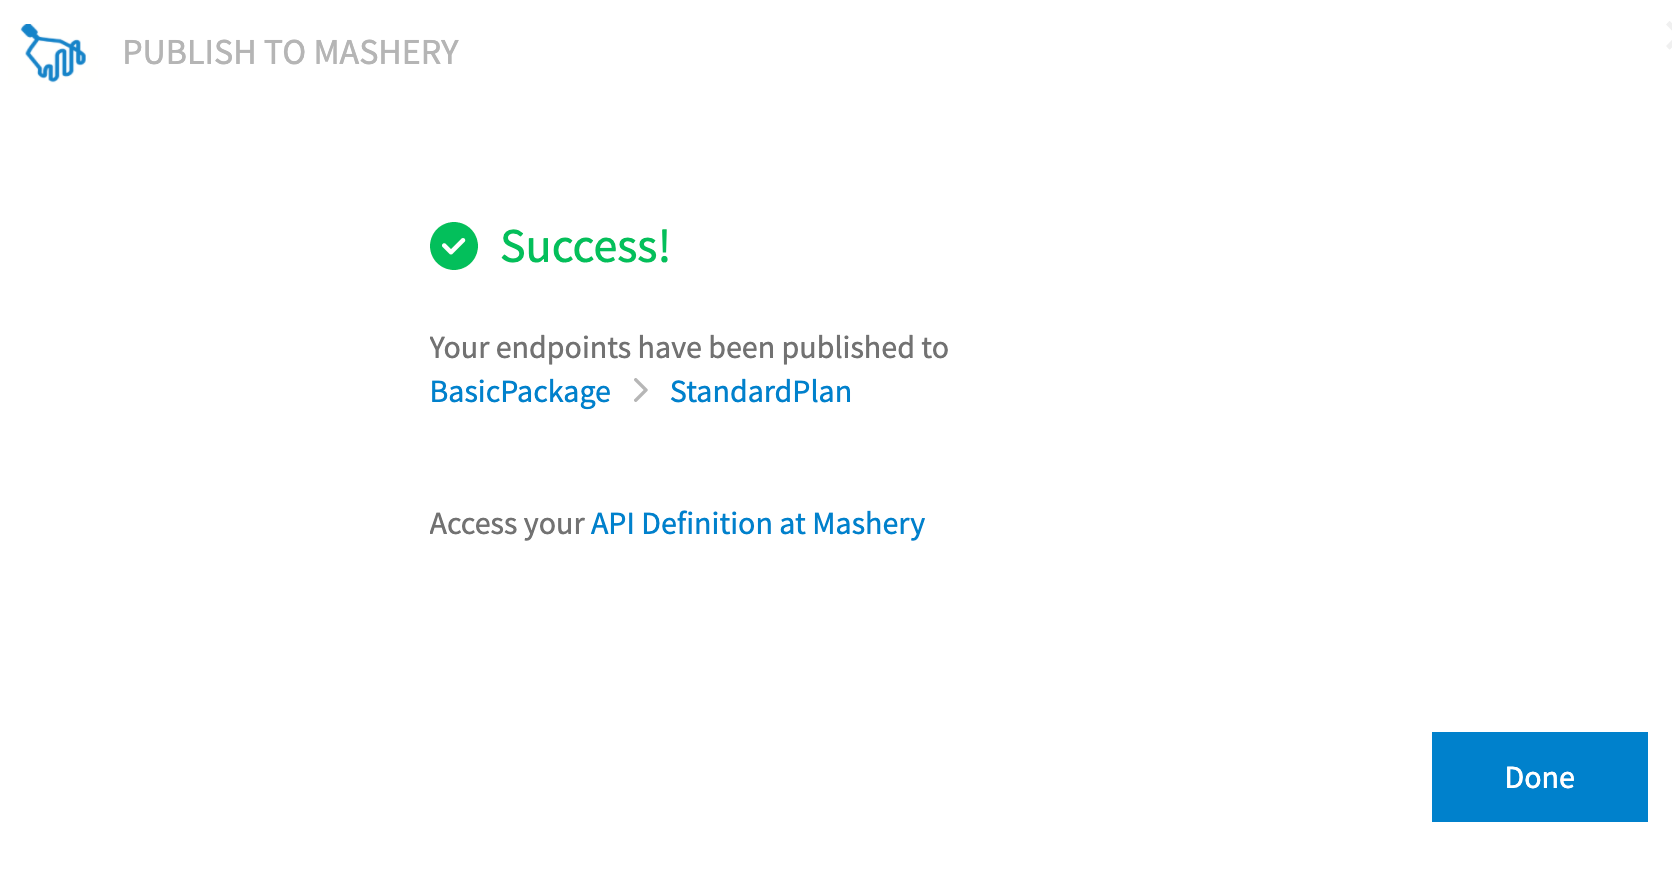 PUBLISH TO MASHERY
Success!
Your endpoints have been published to
BasicPackage > StandardPlan
Access your API Definition at Mashery
Done